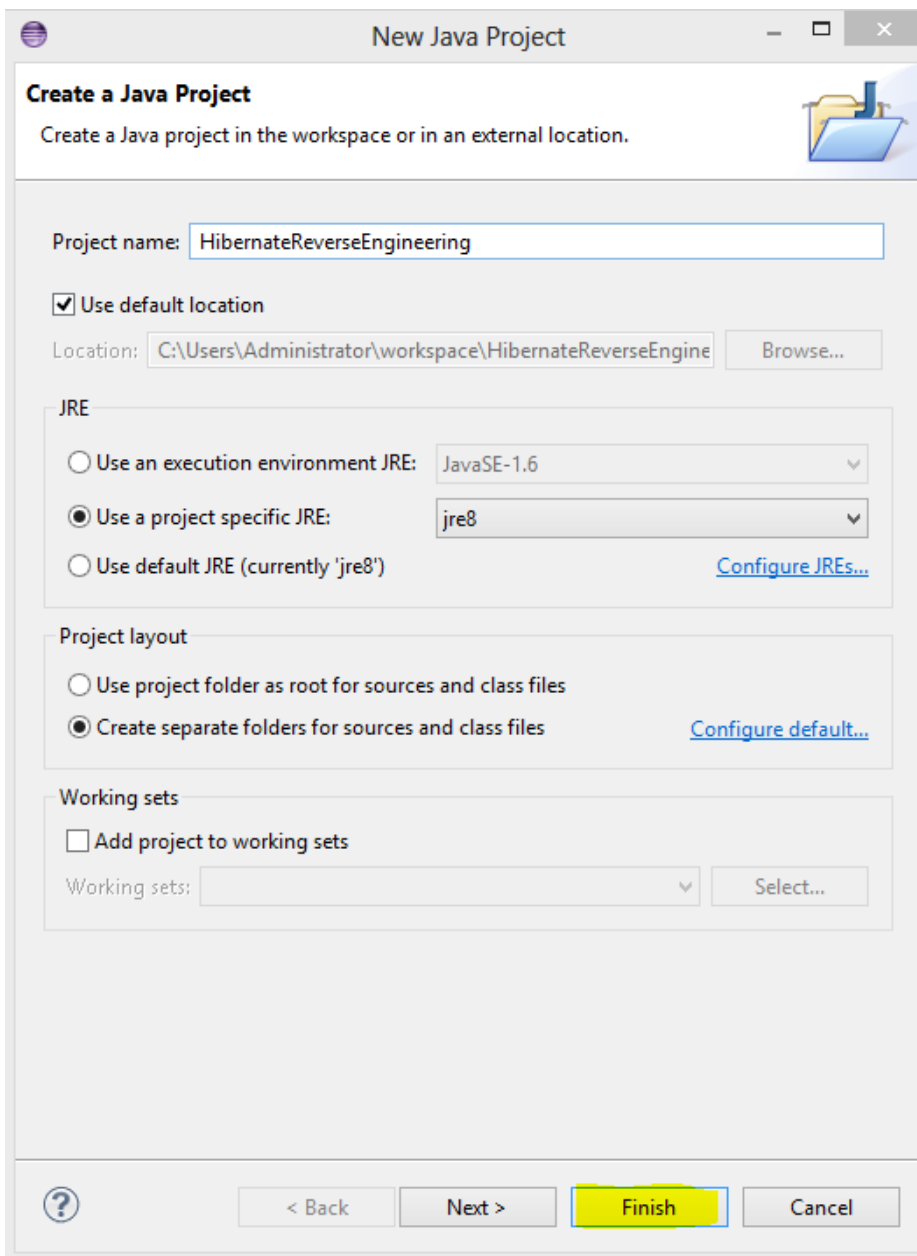 New Java Project
Create a Java Project
Create a Java project in the workspace or in an external location.
Project name: HibernateReverseEngineering
Use default location
Location: C:\Users\Administrator\workspace\HibernateReverseEngine Browse...
JRE
Use an execution environment JRE: JavaSE-1.6
Use a project specific JRE: jre8
Use default JRE (currently 'jre8') Configure JREs...
Project layout
Use project folder as root for sources and class files
Create separate folders for sources and class files Configure default...
Working sets
Add project to working sets
Working sets: Select...
? < Back Next > Finish Cancel